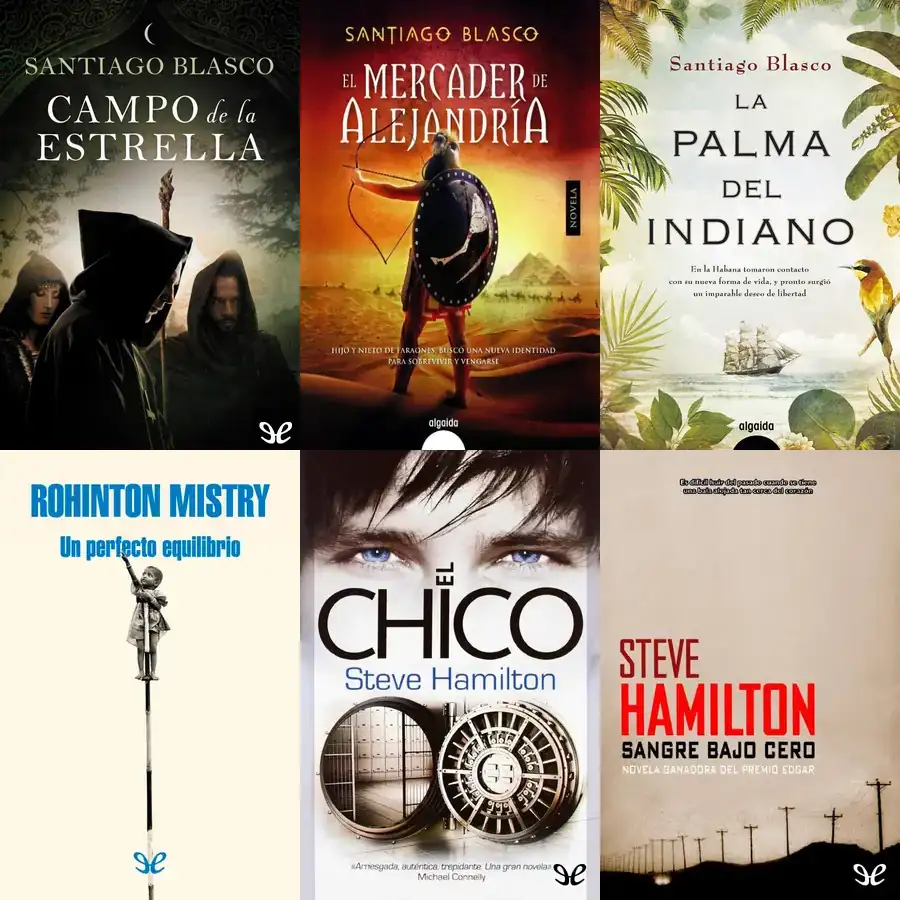 SANTIAGO BLASCO
CAMPO de la
ESTRELLA
SANTIAGO BLASCO
EL MERCADER DE
ALEJANDRÍA
NOVELA
HIJO Y NIETO DE FARAONES, BUSCÓ UNA NUEVA IDENTIDAD
PARA SOBREVIVIR Y VENGARSE
algaida
Santiago Blasco
LA
PALMA
DEL
INDIANO
En la Habana tomaron contacto
con su nueva forma de vida, y pronto surgió
un imparable deseo de libertad
algaida
ROHINTON MISTRY
Un perfecto equilibrio
EL
CHICO
Steve Hamilton
«Arriesgada, auténtica, trepidante. Una gran novela»
Michael Connelly
Es difícil huir del pasado cuando se tiene
una bala alojada tan cerca del corazón
STEVE
HAMILTON
SANGRE BAJO CERO
NOVELA GANADORA DEL PREMIO EDGAR